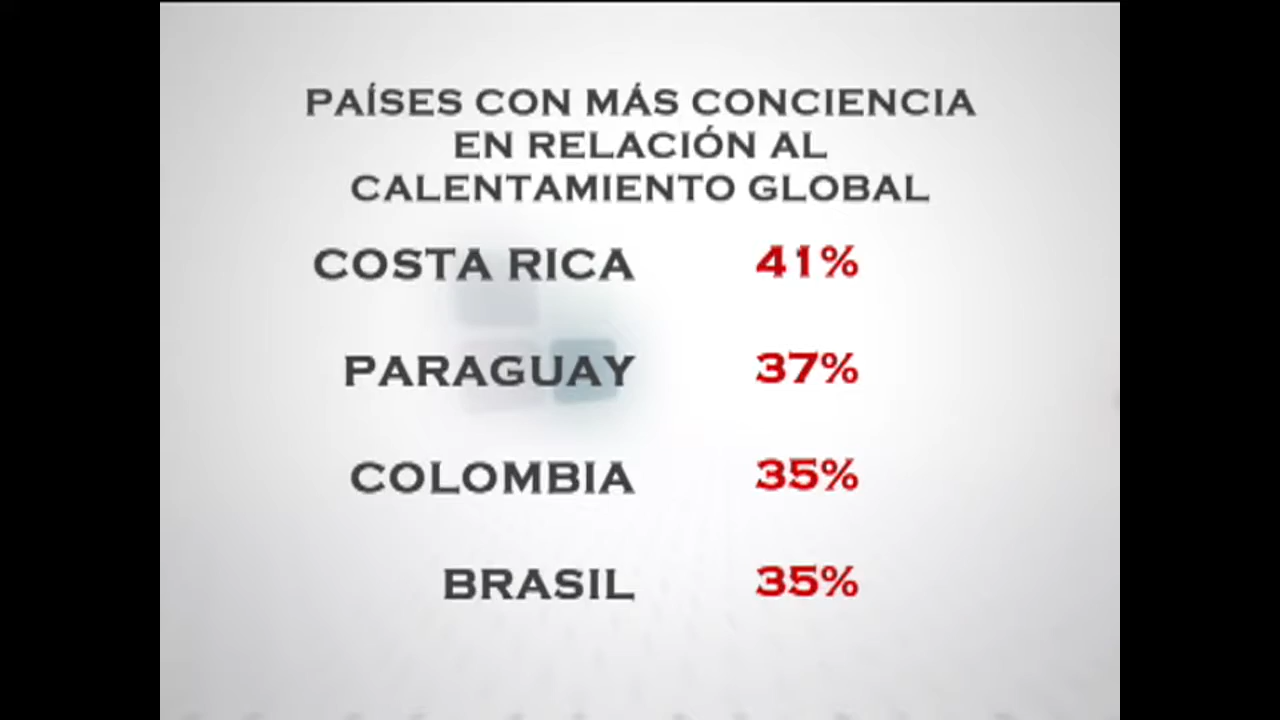 PAÍSES CON MÁS CONCIENCIA
EN RELACIÓN AL
CALENTAMIENTO GLOBAL
COSTA RICA 41%
PARAGUAY 37%
COLOMBIA 35%
BRASIL 35%